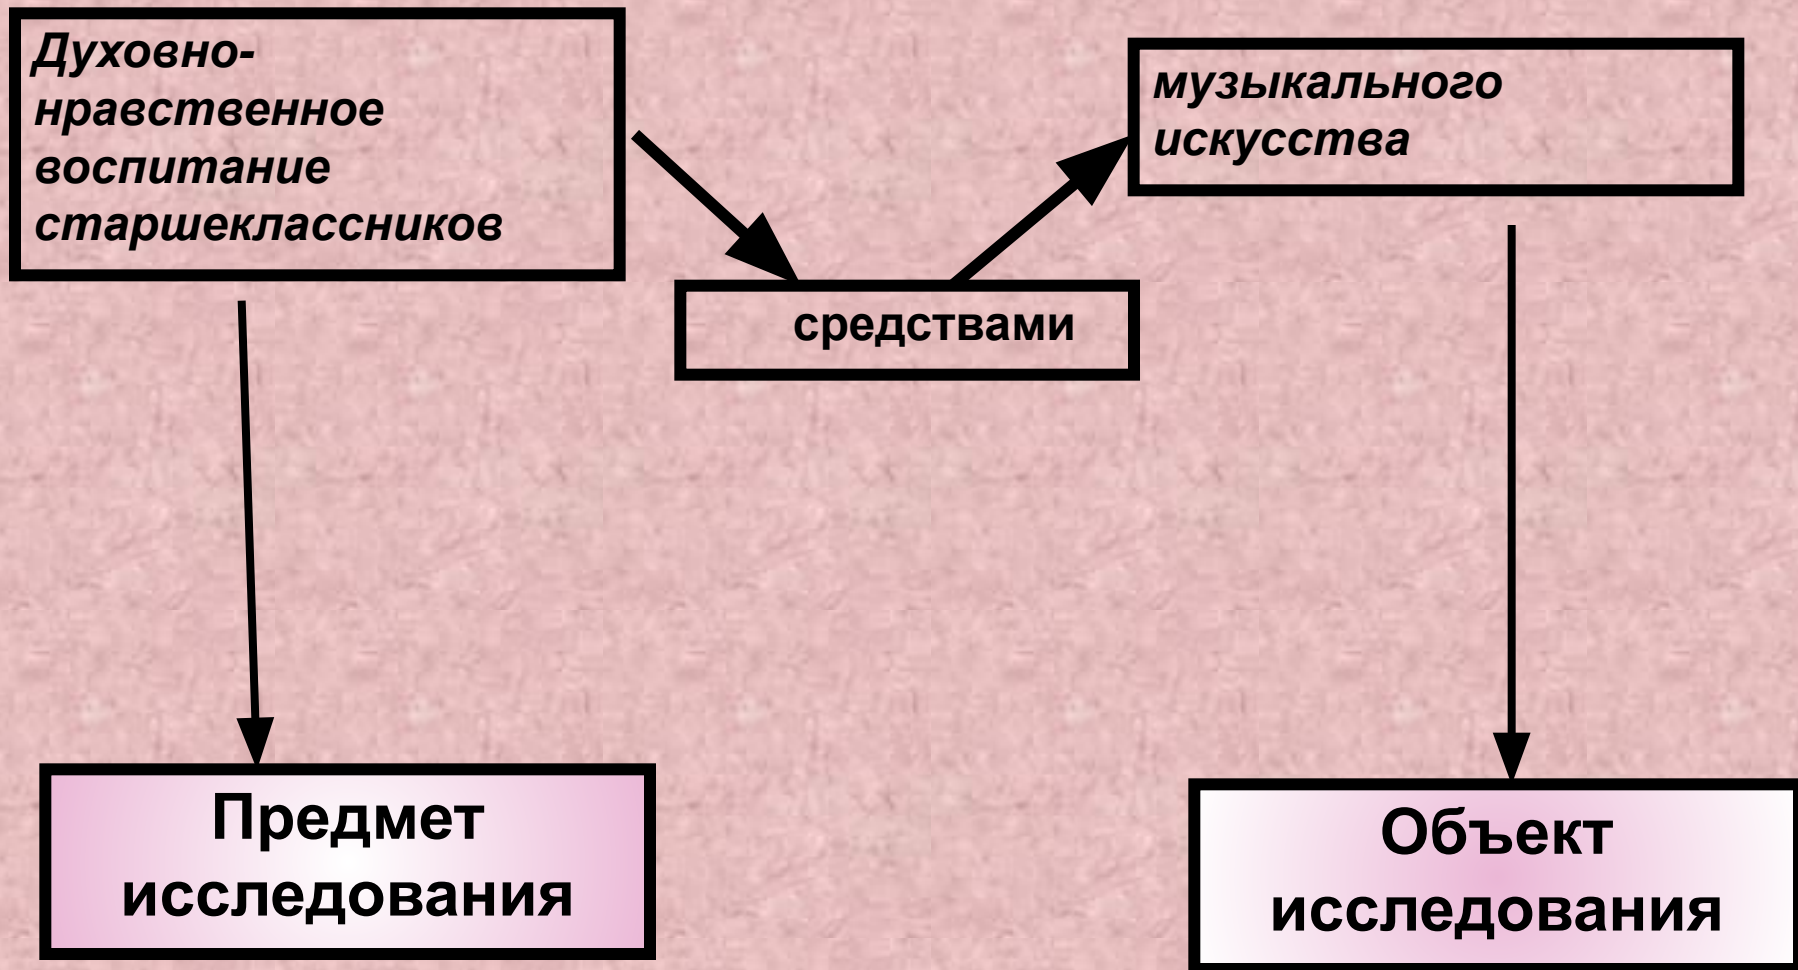 Духовно-
нравственное
воспитание
старшеклассников
средствами
музыкального
искусства
Предмет
исследования
Объект
исследования